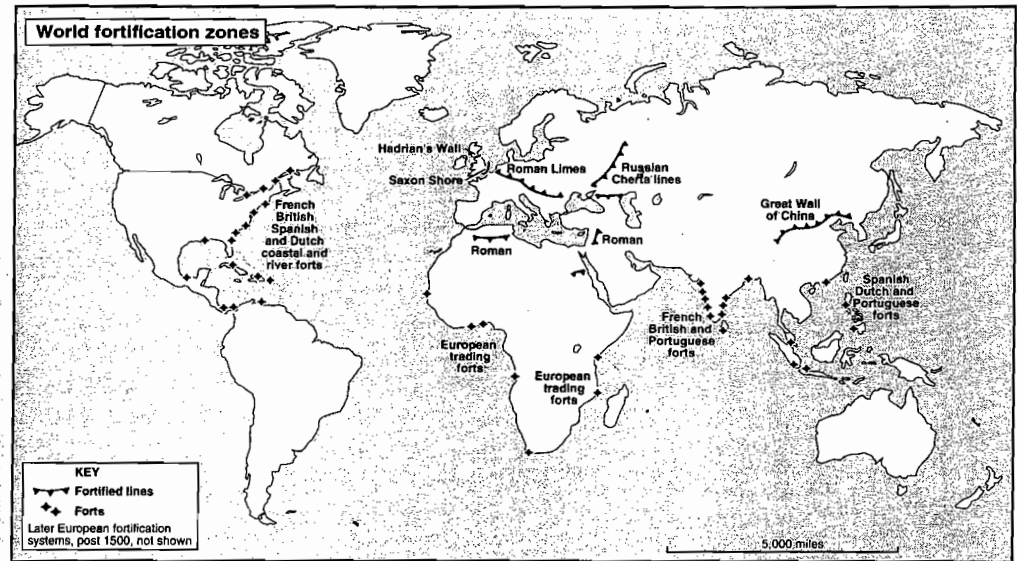 World fortification zones
Hadrian's Wall
Saxon Shore
Roman Limes
Russian
Cherta lines
Great Wall
of China
French
British
Spanish
and Dutch
coastal and
river forts
Roman
Roman
European
trading
forts
European
trading
forts
French
British and
Portuguese
forts
Spanish
Dutch and
Portuguese
forts
KEY
Fortified lines
Forts
Later European fortification
systems, post 1500, not shown
5,000 miles